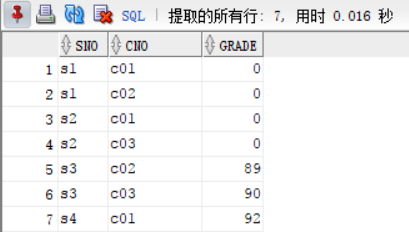 SQL | 提取的所有行: 7, 用时 0.016 秒
SNO CNO GRADE
1 s1 c01 0
2 s1 c02 0
3 s2 c01 0
4 s2 c03 0
5 s3 c02 89
6 s3 c03 90
7 s4 c01 92